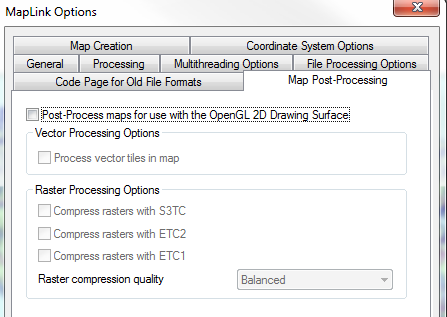 MapLink Options
Map Creation
Coordinate System Options
General
Processing
Multithreading Options
File Processing Options
Code Page for Old File Formats
Map Post-Processing
Post-Process maps for use with the OpenGL 2D Drawing Surface
Vector Processing Options
Process vector tiles in map
Raster Processing Options
Compress rasters with S3TC
Compress rasters with ETC2
Compress rasters with ETC1
Raster compression quality
Balanced